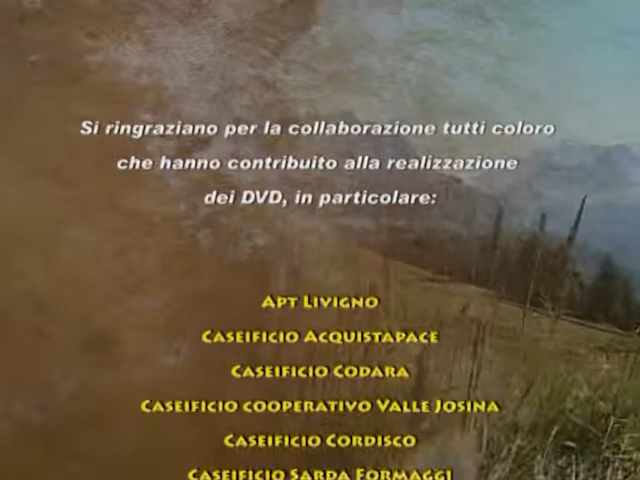 Si ringraziano per la collaborazione tutti coloro
che hanno contribuito alla realizzazione
dei DVD, in particolare:
Apt Livigno
Caseificio Acquistapace
Caseificio Codara
Caseificio cooperativo Valle Josina
Caseificio Cordisco
Caseificio Sarda Formaggi